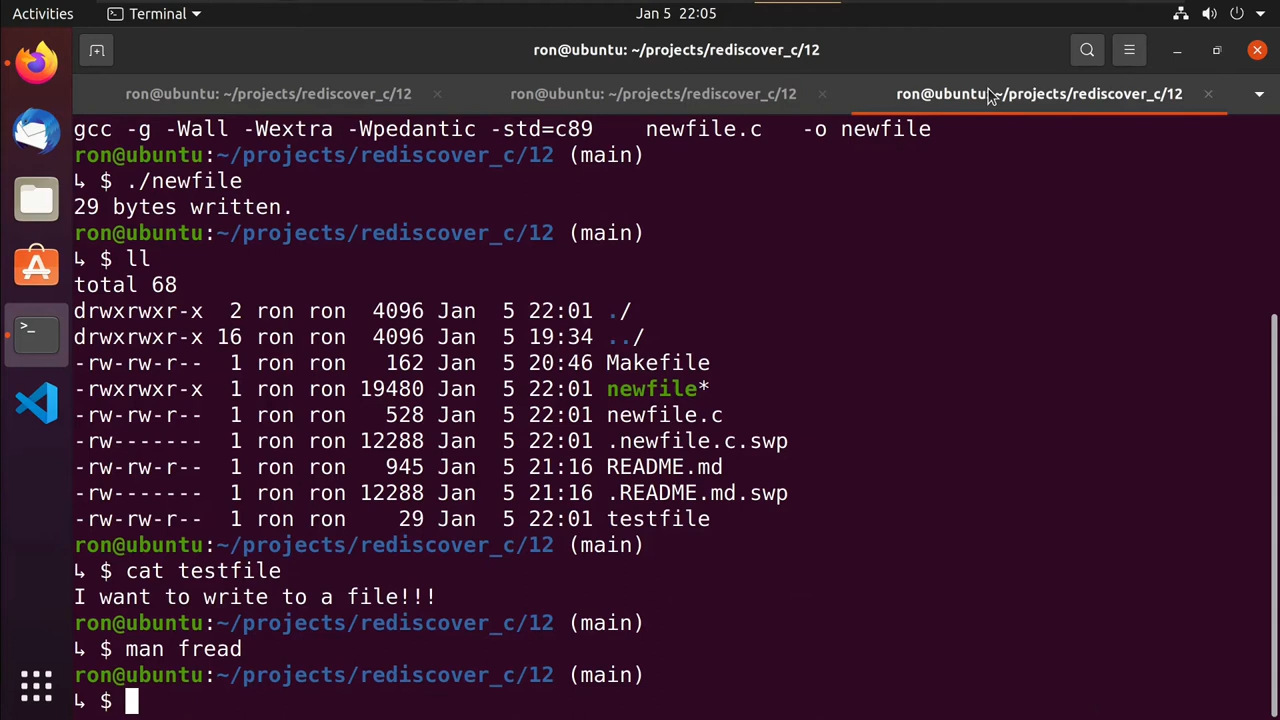 Activities
Terminal
Jan 5 22:05
ron@ubuntu: ~/projects/rediscover_c/12
ron@ubuntu: ~/projects/rediscover_c/12
ron@ubuntu: ~/projects/rediscover_c/12
ron@ubuntu: ~/projects/rediscover_c/12
gcc -g -Wall -Wextra -Wpedantic -std=c89    newfile.c   -o newfile
ron@ubuntu:~/projects/rediscover_c/12 (main)
↳ $ ./newfile
29 bytes written.
ron@ubuntu:~/projects/rediscover_c/12 (main)
↳ $ ll
total 68
drwxrwxr-x  2 ron ron  4096 Jan  5 22:01 ./
drwxrwxr-x 16 ron ron  4096 Jan  5 19:34 ../
-rw-rw-r--  1 ron ron   162 Jan  5 20:46 Makefile
-rwxrwxr-x  1 ron ron 19480 Jan  5 22:01 newfile*
-rw-rw-r--  1 ron ron   528 Jan  5 22:01 newfile.c
-rw-------  1 ron ron 12288 Jan  5 22:01 .newfile.c.swp
-rw-rw-r--  1 ron ron   945 Jan  5 21:16 README.md
-rw-------  1 ron ron 12288 Jan  5 21:16 .README.md.swp
-rw-rw-r--  1 ron ron    29 Jan  5 22:01 testfile
ron@ubuntu:~/projects/rediscover_c/12 (main)
↳ $ cat testfile
I want to write to a file!!!
ron@ubuntu:~/projects/rediscover_c/12 (main)
↳ $ man fread
ron@ubuntu:~/projects/rediscover_c/12 (main)
↳ $